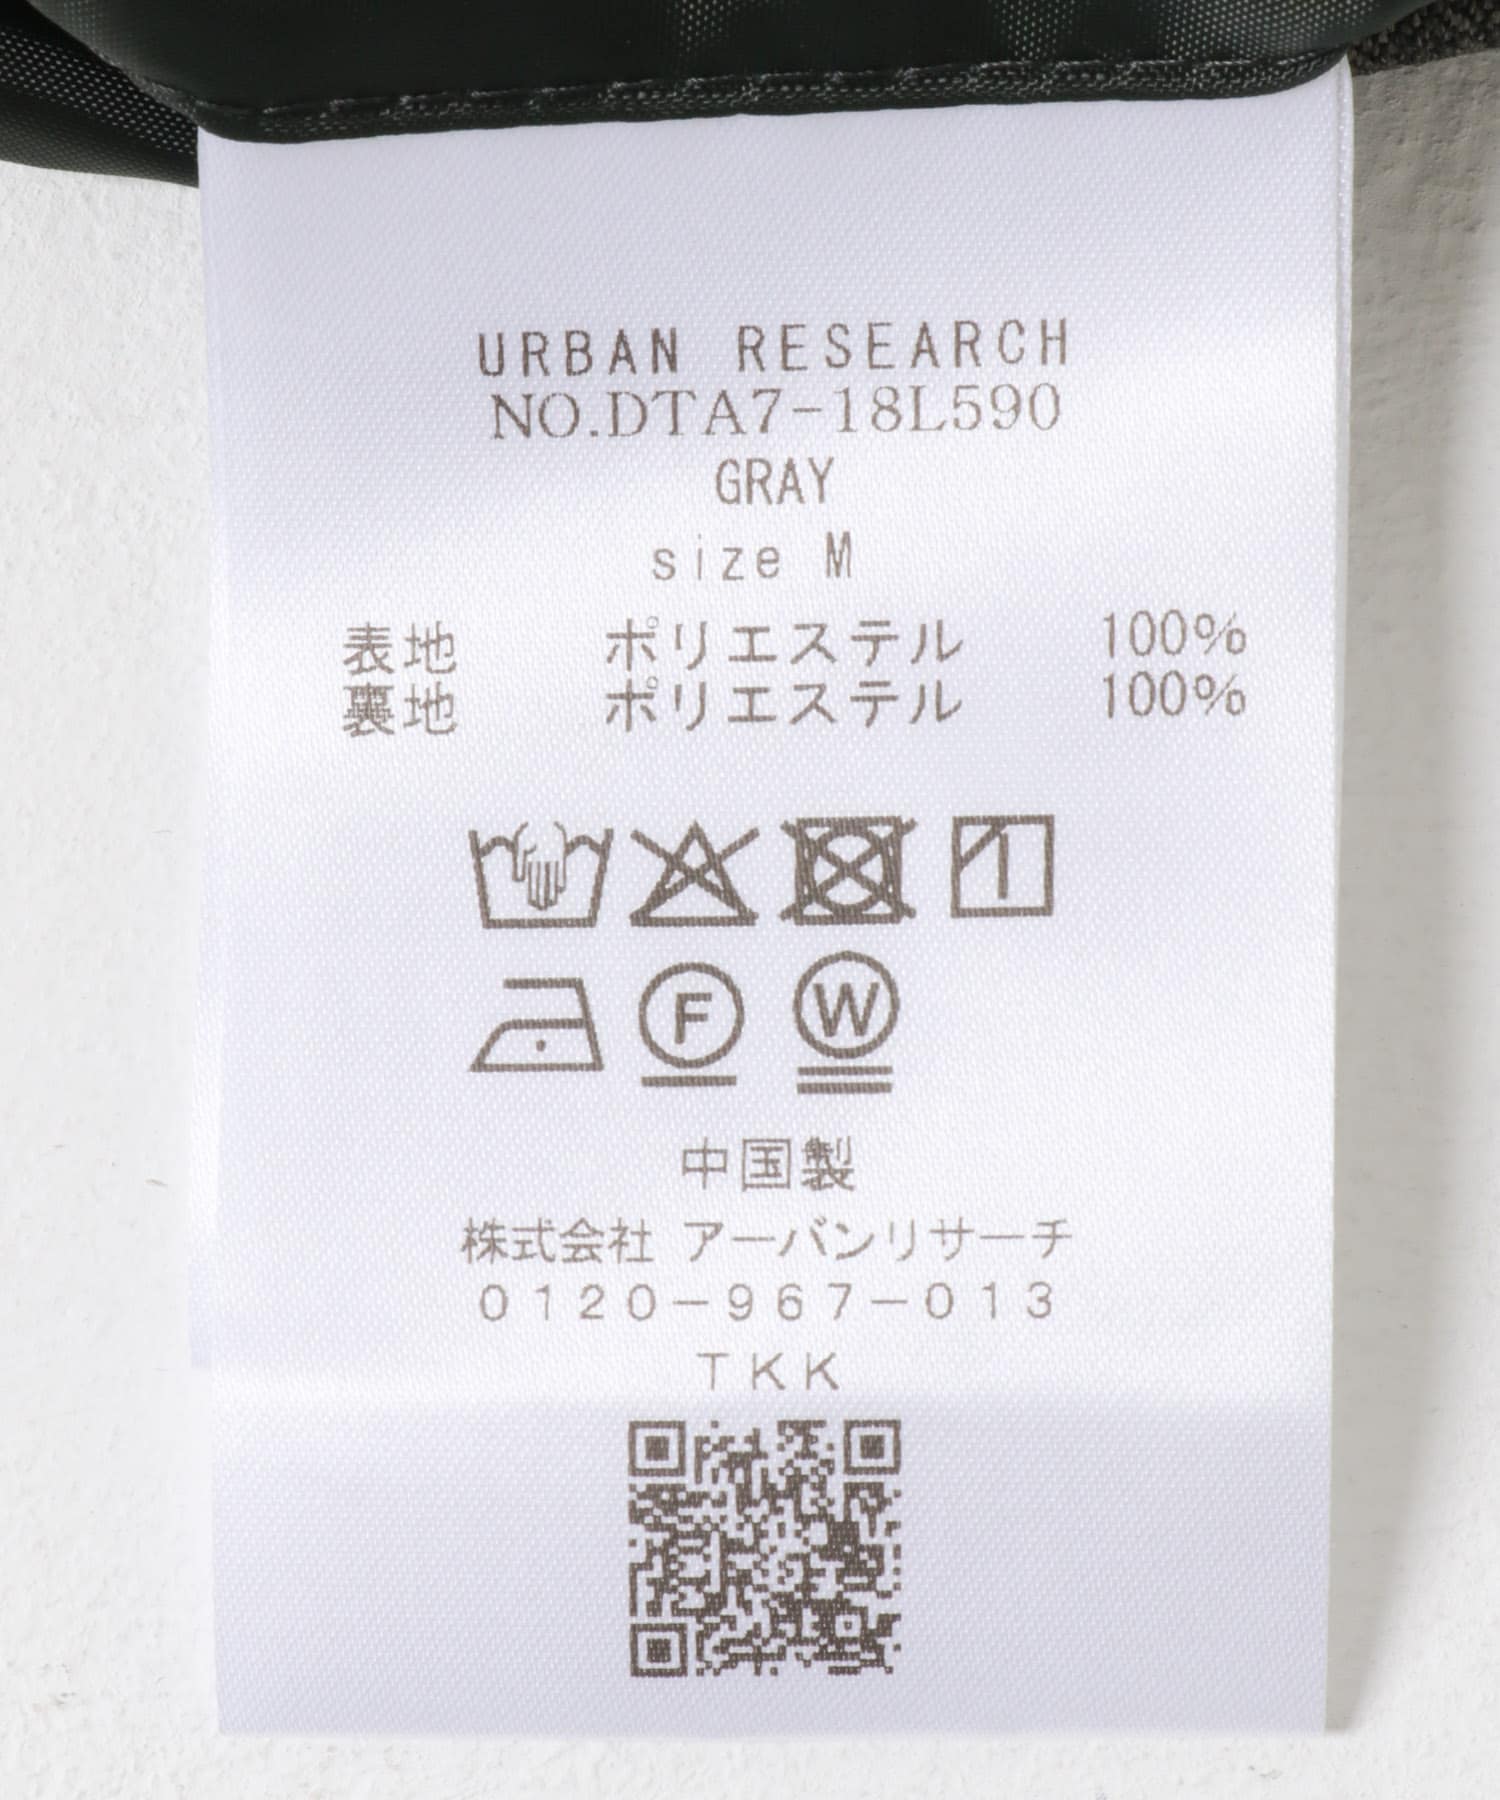 URBAN RESEARCH
NO.DTA7-18L590
GRAY
size M
表地 ポリエステル 100%
裏地 ポリエステル 100%
F W
中国製
株式会社 アーバンリサーチ
0120-967-013
TKK